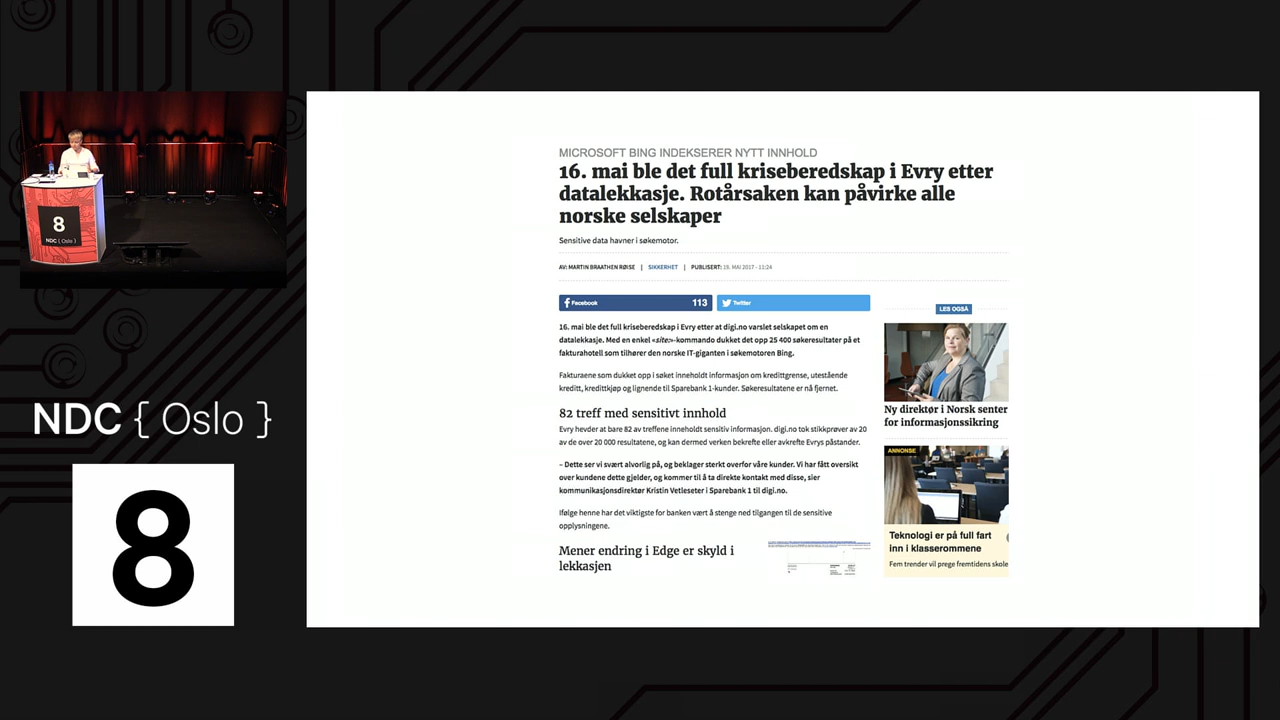 8
NDC { Oslo }
NDC { Oslo }
8
MICROSOFT BING INDEKSERER NYTT INNHOLD
16. mai ble det full kriseberedskap i Evry etter
datalekkasje. Rotårsaken kan påvirke alle
norske selskaper
Sensitive data havner i søkemotor.
AV: MARTIN BRAATHEN RØISE | SIKKERHET | PUBLISERT: 19. MAI 2017 - 11:24
Facebook 113 Twitter
16. mai ble det full kriseberedskap i Evry etter at digi.no varslet selskapet om en
datalekkasje. Med en enkel «site:»-kommando dukket det opp 25 400 søkeresultater på et
fakturahotell som tilhører den norske IT-giganten i søkemotoren Bing.
Fakturaene som dukket opp i søket inneholdt informasjon om kredittgrense, utestående
kreditt, kredittkjøp og lignende til Sparebank 1-kunder. Søkeresultatene er nå fjernet.
82 treff med sensitivt innhold
Evry hevder at bare 82 av treffene inneholdt sensitiv informasjon. digi.no tok stikkprøver av 20
av de over 20 000 resultatene, og kan dermed verken bekrefte eller avkrefte Evrys påstander.
– Dette ser vi svært alvorlig på, og beklager sterkt overfor våre kunder. Vi har fått oversikt
over kundene dette gjelder, og kommer til å ta direkte kontakt med disse, sier
kommunikasjonsdirektør Kristin Vetleseter i Sparebank 1 til digi.no.
Ifølge henne har det viktigste for banken vært å stenge ned tilgangen til de sensitive
opplysningene.
Mener endring i Edge er skyld i
lekkasjen
LES OGSÅ
Ny direktør i Norsk senter
for informasjonssikring
ANNONSE
Teknologi er på full fart
inn i klasserommene
Fem trender vil prege fremtidens skole